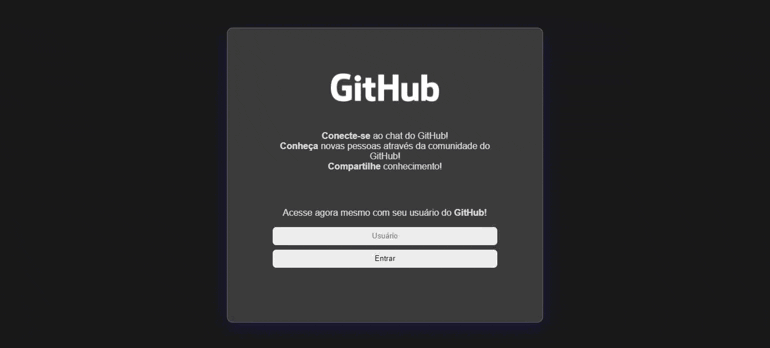 GitHub
Conecte-se ao chat do GitHub!
Conheça novas pessoas através da comunidade do
GitHub!
Compartilhe conhecimento!
Acesse agora mesmo com seu usuário do GitHub!
Usuário
Entrar